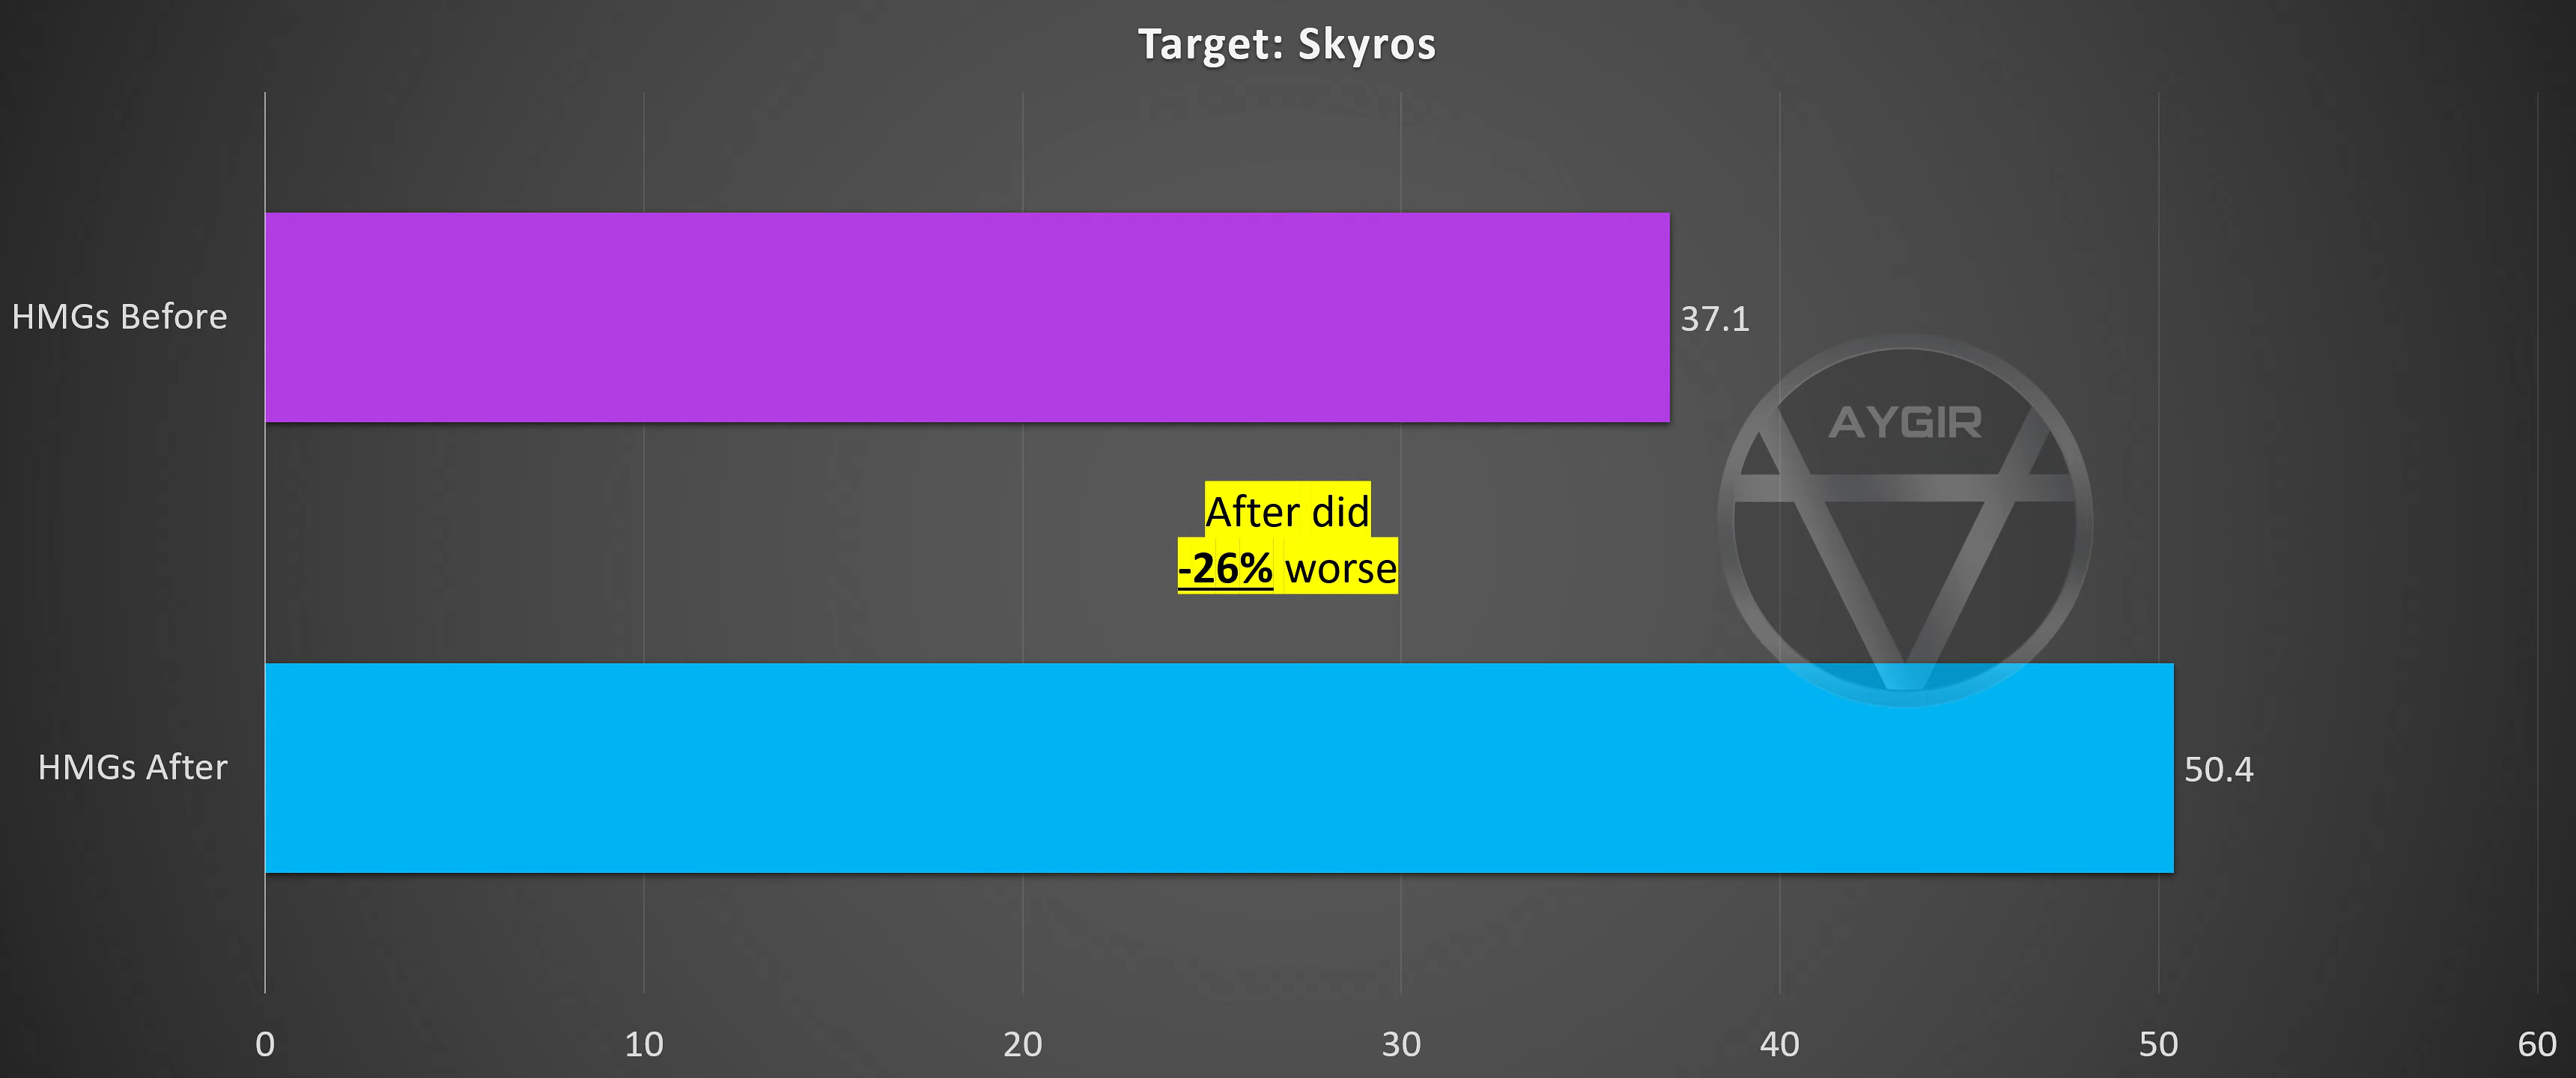 Target: Skyros
HMGs Before
37.1
AYGIR
After did
-26% worse
HMGs After
50.4
0 10 20 30 40 50 60